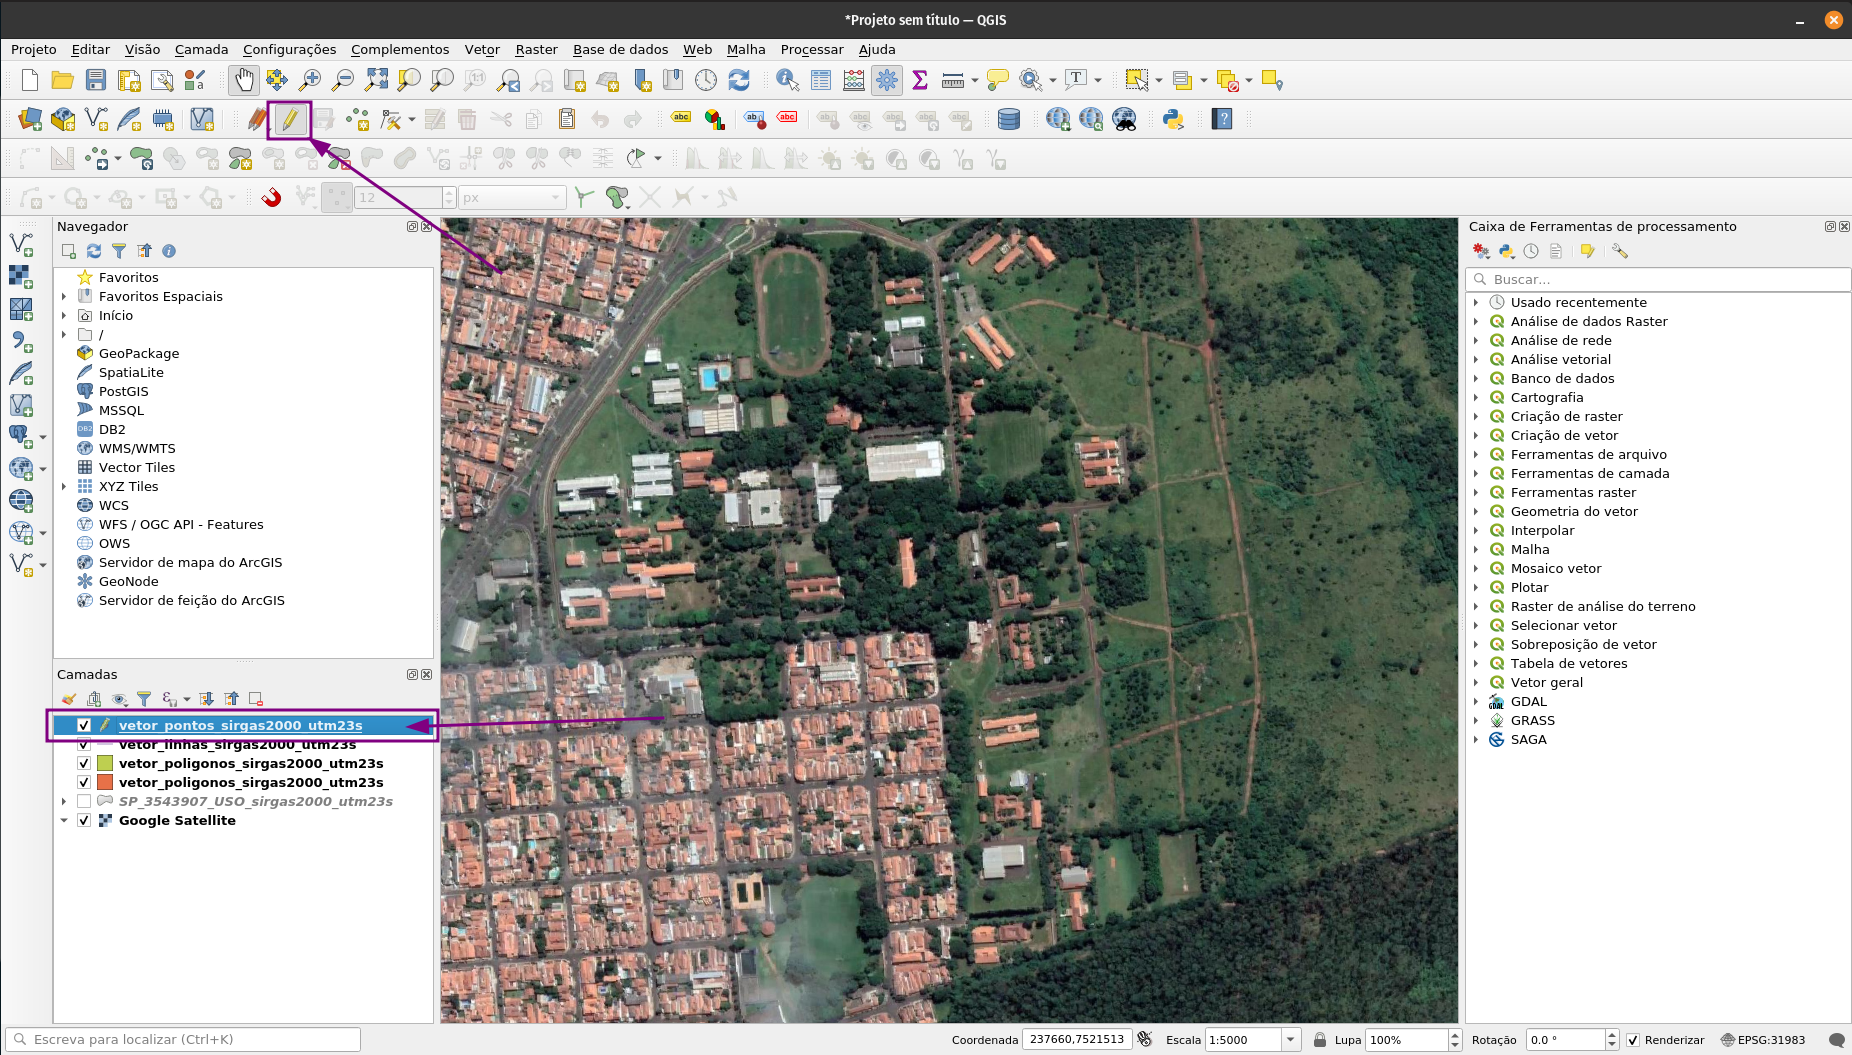 *Projeto sem título — QGIS
Projeto Editar Visão Camada Configurações Complementos Vetor Raster Base de dados Web Malha Processar Ajuda
1:1
T
abc abc abc
12 px
Navegador
Favoritos
Favoritos Espaciais
Início
/
GeoPackage
SpatiaLite
PostGIS
MSSQL
DB2
WMS/WMTS
Vector Tiles
XYZ Tiles
WCS
WFS / OGC API - Features
OWS
Servidor de mapa do ArcGIS
GeoNode
Servidor de feição do ArcGIS
Camadas
vetor_pontos_sirgas2000_utm23s
vetor_linhas_sirgas2000_utm23s
vetor_poligonos_sirgas2000_utm23s
vetor_poligonos_sirgas2000_utm23s
SP_3543907_USO_sirgas2000_utm23s
Google Satellite
Caixa de Ferramentas de processamento
Buscar...
Usado recentemente
Análise de dados Raster
Análise de rede
Análise vetorial
Banco de dados
Cartografia
Criação de raster
Criação de vetor
Ferramentas de arquivo
Ferramentas de camada
Ferramentas raster
Geometria do vetor
Interpolar
Malha
Mosaico vetor
Plotar
Raster de análise do terreno
Selecionar vetor
Sobreposição de vetor
Tabela de vetores
Vetor geral
GDAL
GRASS
SAGA
Escreva para localizar (Ctrl+K)
Coordenada 237660,7521513 Escala 1:5000 Lupa 100% Rotação 0.0 ° Renderizar EPSG:31983